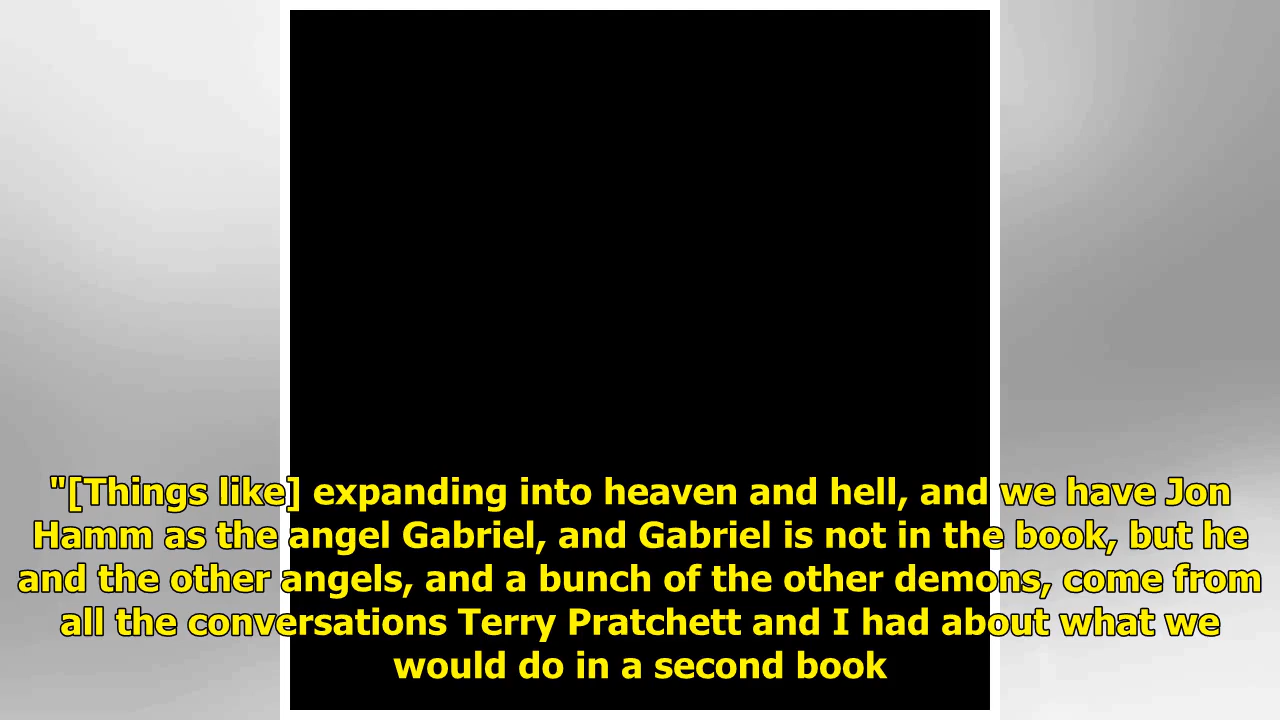 "[Things like] expanding into heaven and hell, and we have Jon
Hamm as the angel Gabriel, and Gabriel is not in the book, but he
and the other angels, and a bunch of the other demons, come from
all the conversations Terry Pratchett and I had about what we
would do in a second book